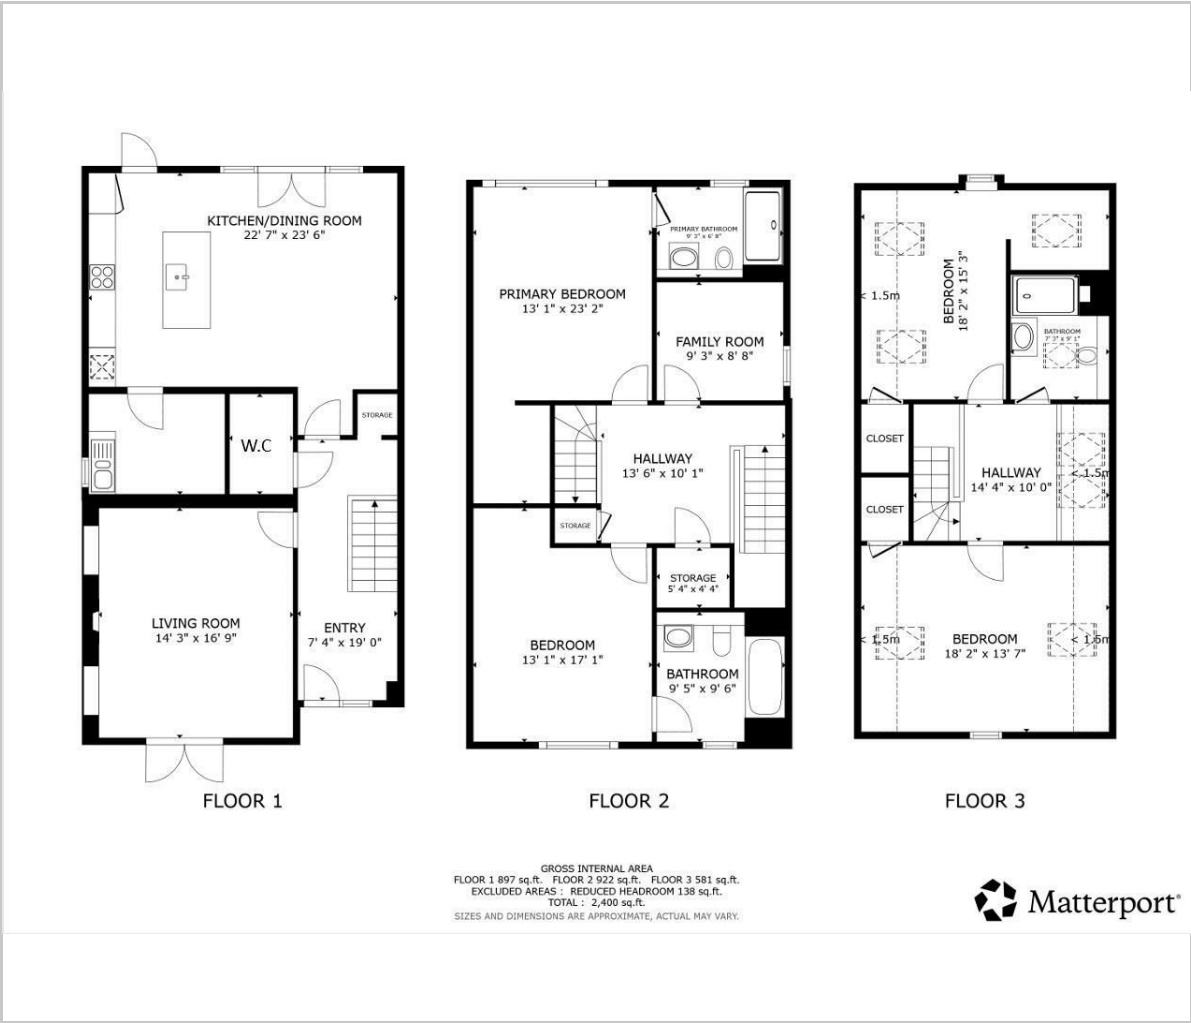 KITCHEN/DINING ROOM
22' 7" x 23' 6"
STORAGE
W.C
LIVING ROOM
14' 3" x 16' 9"
ENTRY
7' 4" x 19' 0"
FLOOR 1
PRIMARY BATHROOM
9' 3" x 6' 8"
PRIMARY BEDROOM
13' 1" x 23' 2"
FAMILY ROOM
9' 3" x 8' 8"
HALLWAY
13' 6" x 10' 1"
STORAGE
STORAGE
5' 4" x 4' 4"
BEDROOM
13' 1" x 17' 1"
BATHROOM
9' 5" x 9' 6"
FLOOR 2
BEDROOM
18' 2" x 15' 3"
< 1.5m
BATHROOM
7' 3" x 9' 1"
CLOSET
HALLWAY
14' 4" x 10' 0"
< 1.5m
CLOSET
< 1.5m
BEDROOM
18' 2" x 13' 7"
< 1.5m
FLOOR 3
GROSS INTERNAL AREA
FLOOR 1 897 sq.ft. FLOOR 2 922 sq.ft. FLOOR 3 581 sq.ft.
EXCLUDED AREAS : REDUCED HEADROOM 138 sq.ft.
TOTAL : 2,400 sq.ft.
SIZES AND DIMENSIONS ARE APPROXIMATE, ACTUAL MAY VARY.
Matterport®